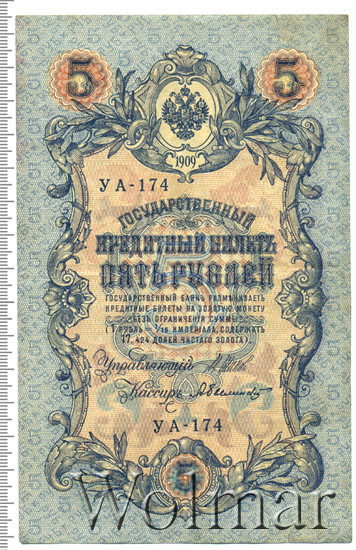 5 5
1909
УА-174
ГОСУДАРСТВЕННЫЙ
КРЕДИТНЫЙ БИЛЕТЪ
ПЯТЬ РУБЛЕЙ
ГОСУДАРСТВЕННЫЙ БАНКЪ РАЗМѢНИВАЕТЪ
КРЕДИТНЫЕ БИЛЕТЫ НА ЗОЛОТУЮ МОНЕТУ
БЕЗЪ ОГРАНИЧЕНІЯ СУММЫ
(1 РУБЛЬ = 1/15 ИМПЕРІАЛА, СОДЕРЖИТЪ
17,424 ДОЛЕЙ ЧИСТАГО ЗОЛОТА).
Управляющій
Кассиръ
УА-174
5
Wolmar